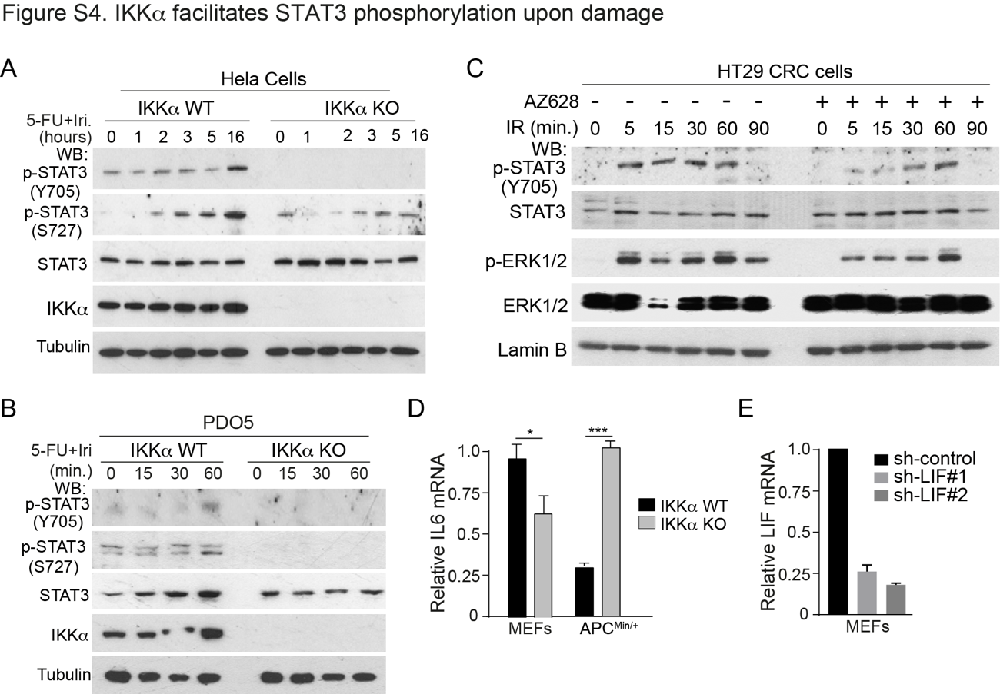 Figure S4. IKKα facilitates STAT3 phosphorylation upon damage
A
Hela Cells
IKKα WT IKKα KO
5-FU+Iri.
(hours) 0 1 2 3 5 16 0 1 2 3 5 16
WB:
p-STAT3
(Y705)
p-STAT3
(S727)
STAT3
IKKα
Tubulin
B
PDO5
5-FU+Iri IKKα WT IKKα KO
(min.) 0 15 30 60 0 15 30 60
WB:
p-STAT3
(Y705)
p-STAT3
(S727)
STAT3
IKKα
Tubulin
C
HT29 CRC cells
AZ628 - - - - - - + + + + + +
IR (min.) 0 5 15 30 60 90 0 5 15 30 60 90
WB:
p-STAT3
(Y705)
STAT3
p-ERK1/2
ERK1/2
Lamin B
D
Relative IL6 mRNA
1.0
0.75
0.5
0.25
0
* ***
MEFs APCMin/+
IKKα WT
IKKα KO
E
Relative LIF mRNA
1.0
0.75
0.5
0.25
0
MEFs
sh-control
sh-LIF#1
sh-LIF#2